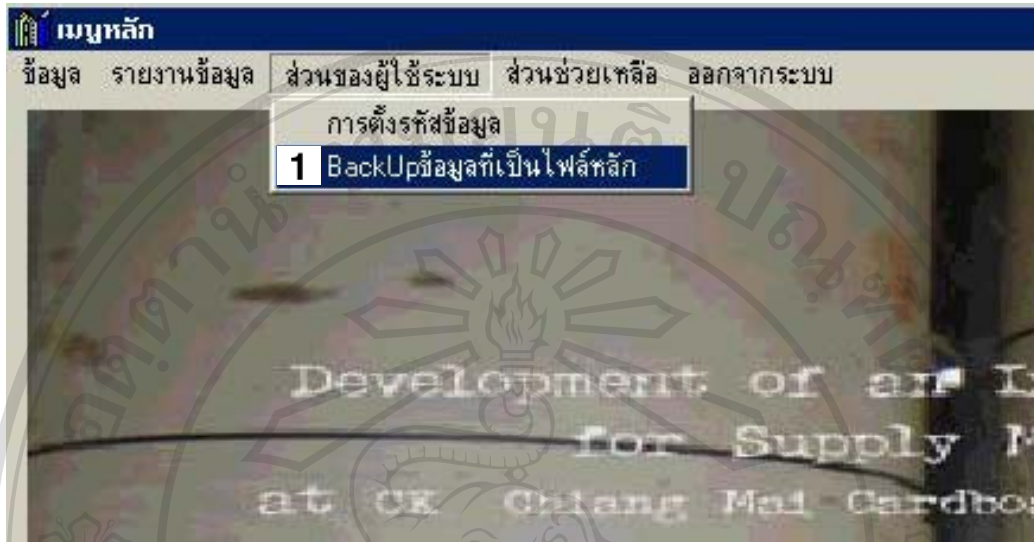 เมนูหลัก
ข้อมูล รายงานข้อมูล ส่วนของผู้ใช้ระบบ ส่วนช่วยเหลือ ออกจากระบบ
การตั้งรหัสข้อมูล
1 BackUpข้อมูลที่เป็นไฟล์หลัก
Development of an
for Supply
at CK Chiang Mai